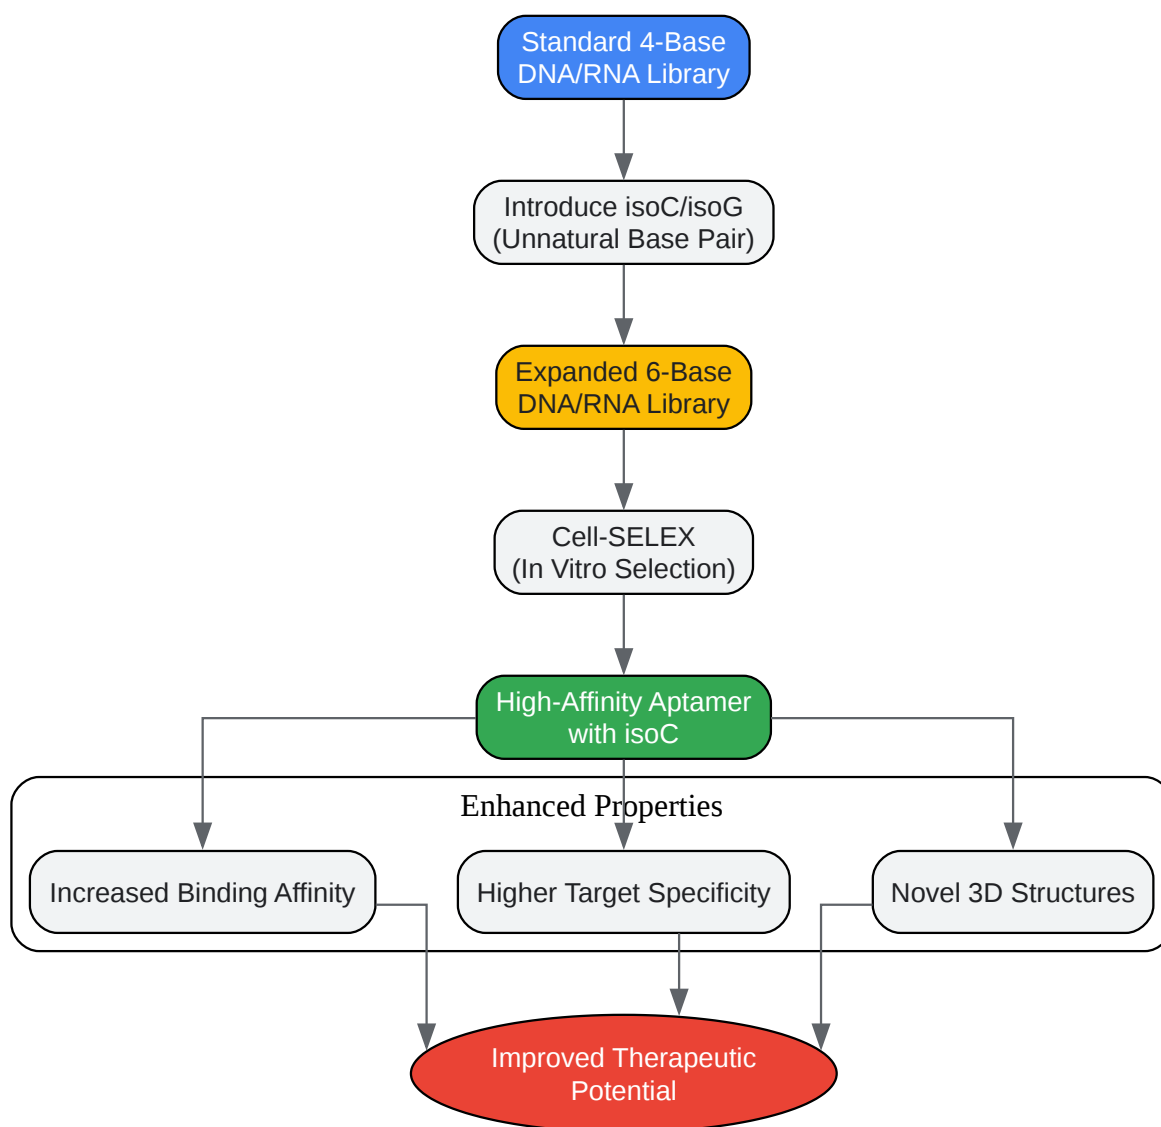 Standard 4-Base
DNA/RNA Library
Introduce isoC/isoG
(Unnatural Base Pair)
Expanded 6-Base
DNA/RNA Library
Cell-SELEX
(In Vitro Selection)
High-Affinity Aptamer
with isoC
Enhanced Properties
Increased Binding Affinity
Higher Target Specificity
Novel 3D Structures
Improved Therapeutic
Potential